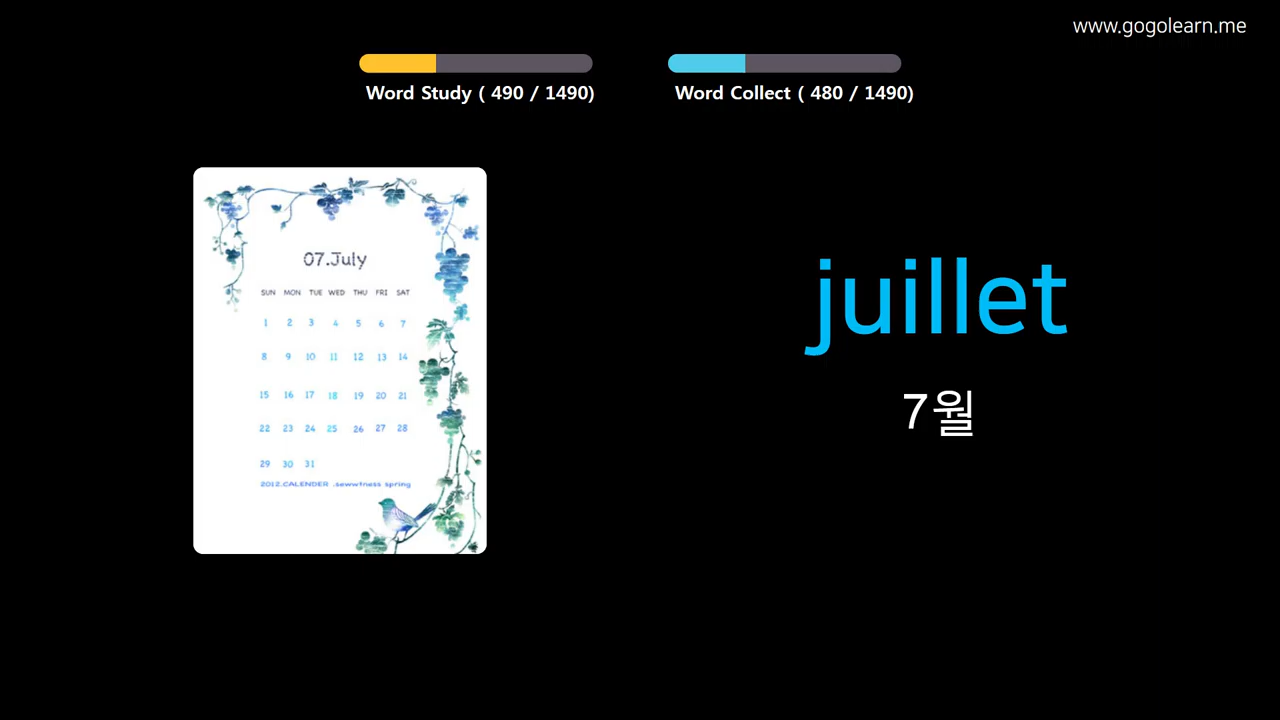 www.gogolearn.me
Word Study ( 490 / 1490)
Word Collect ( 480 / 1490)
07.July
SUN MON TUE WED THU FRI SAT
1 2 3 4 5 6 7
8 9 10 11 12 13 14
15 16 17 18 19 20 21
22 23 24 25 26 27 28
29 30 31
2012.CALENDER .sewwtness spring
juillet
7월